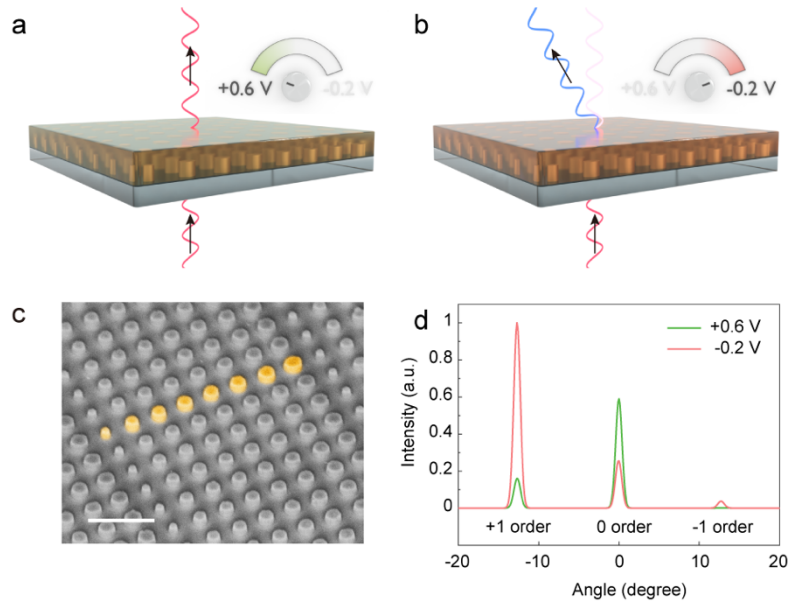 a
+0.6 V
-0.2 V
b
+0.6 V
-0.2 V
c
d
+0.6 V
-0.2 V
Intensity (a.u.)
1
0.8
0.6
0.4
0.2
0
+1 order
0 order
-1 order
-20
-10
0
10
20
Angle (degree)